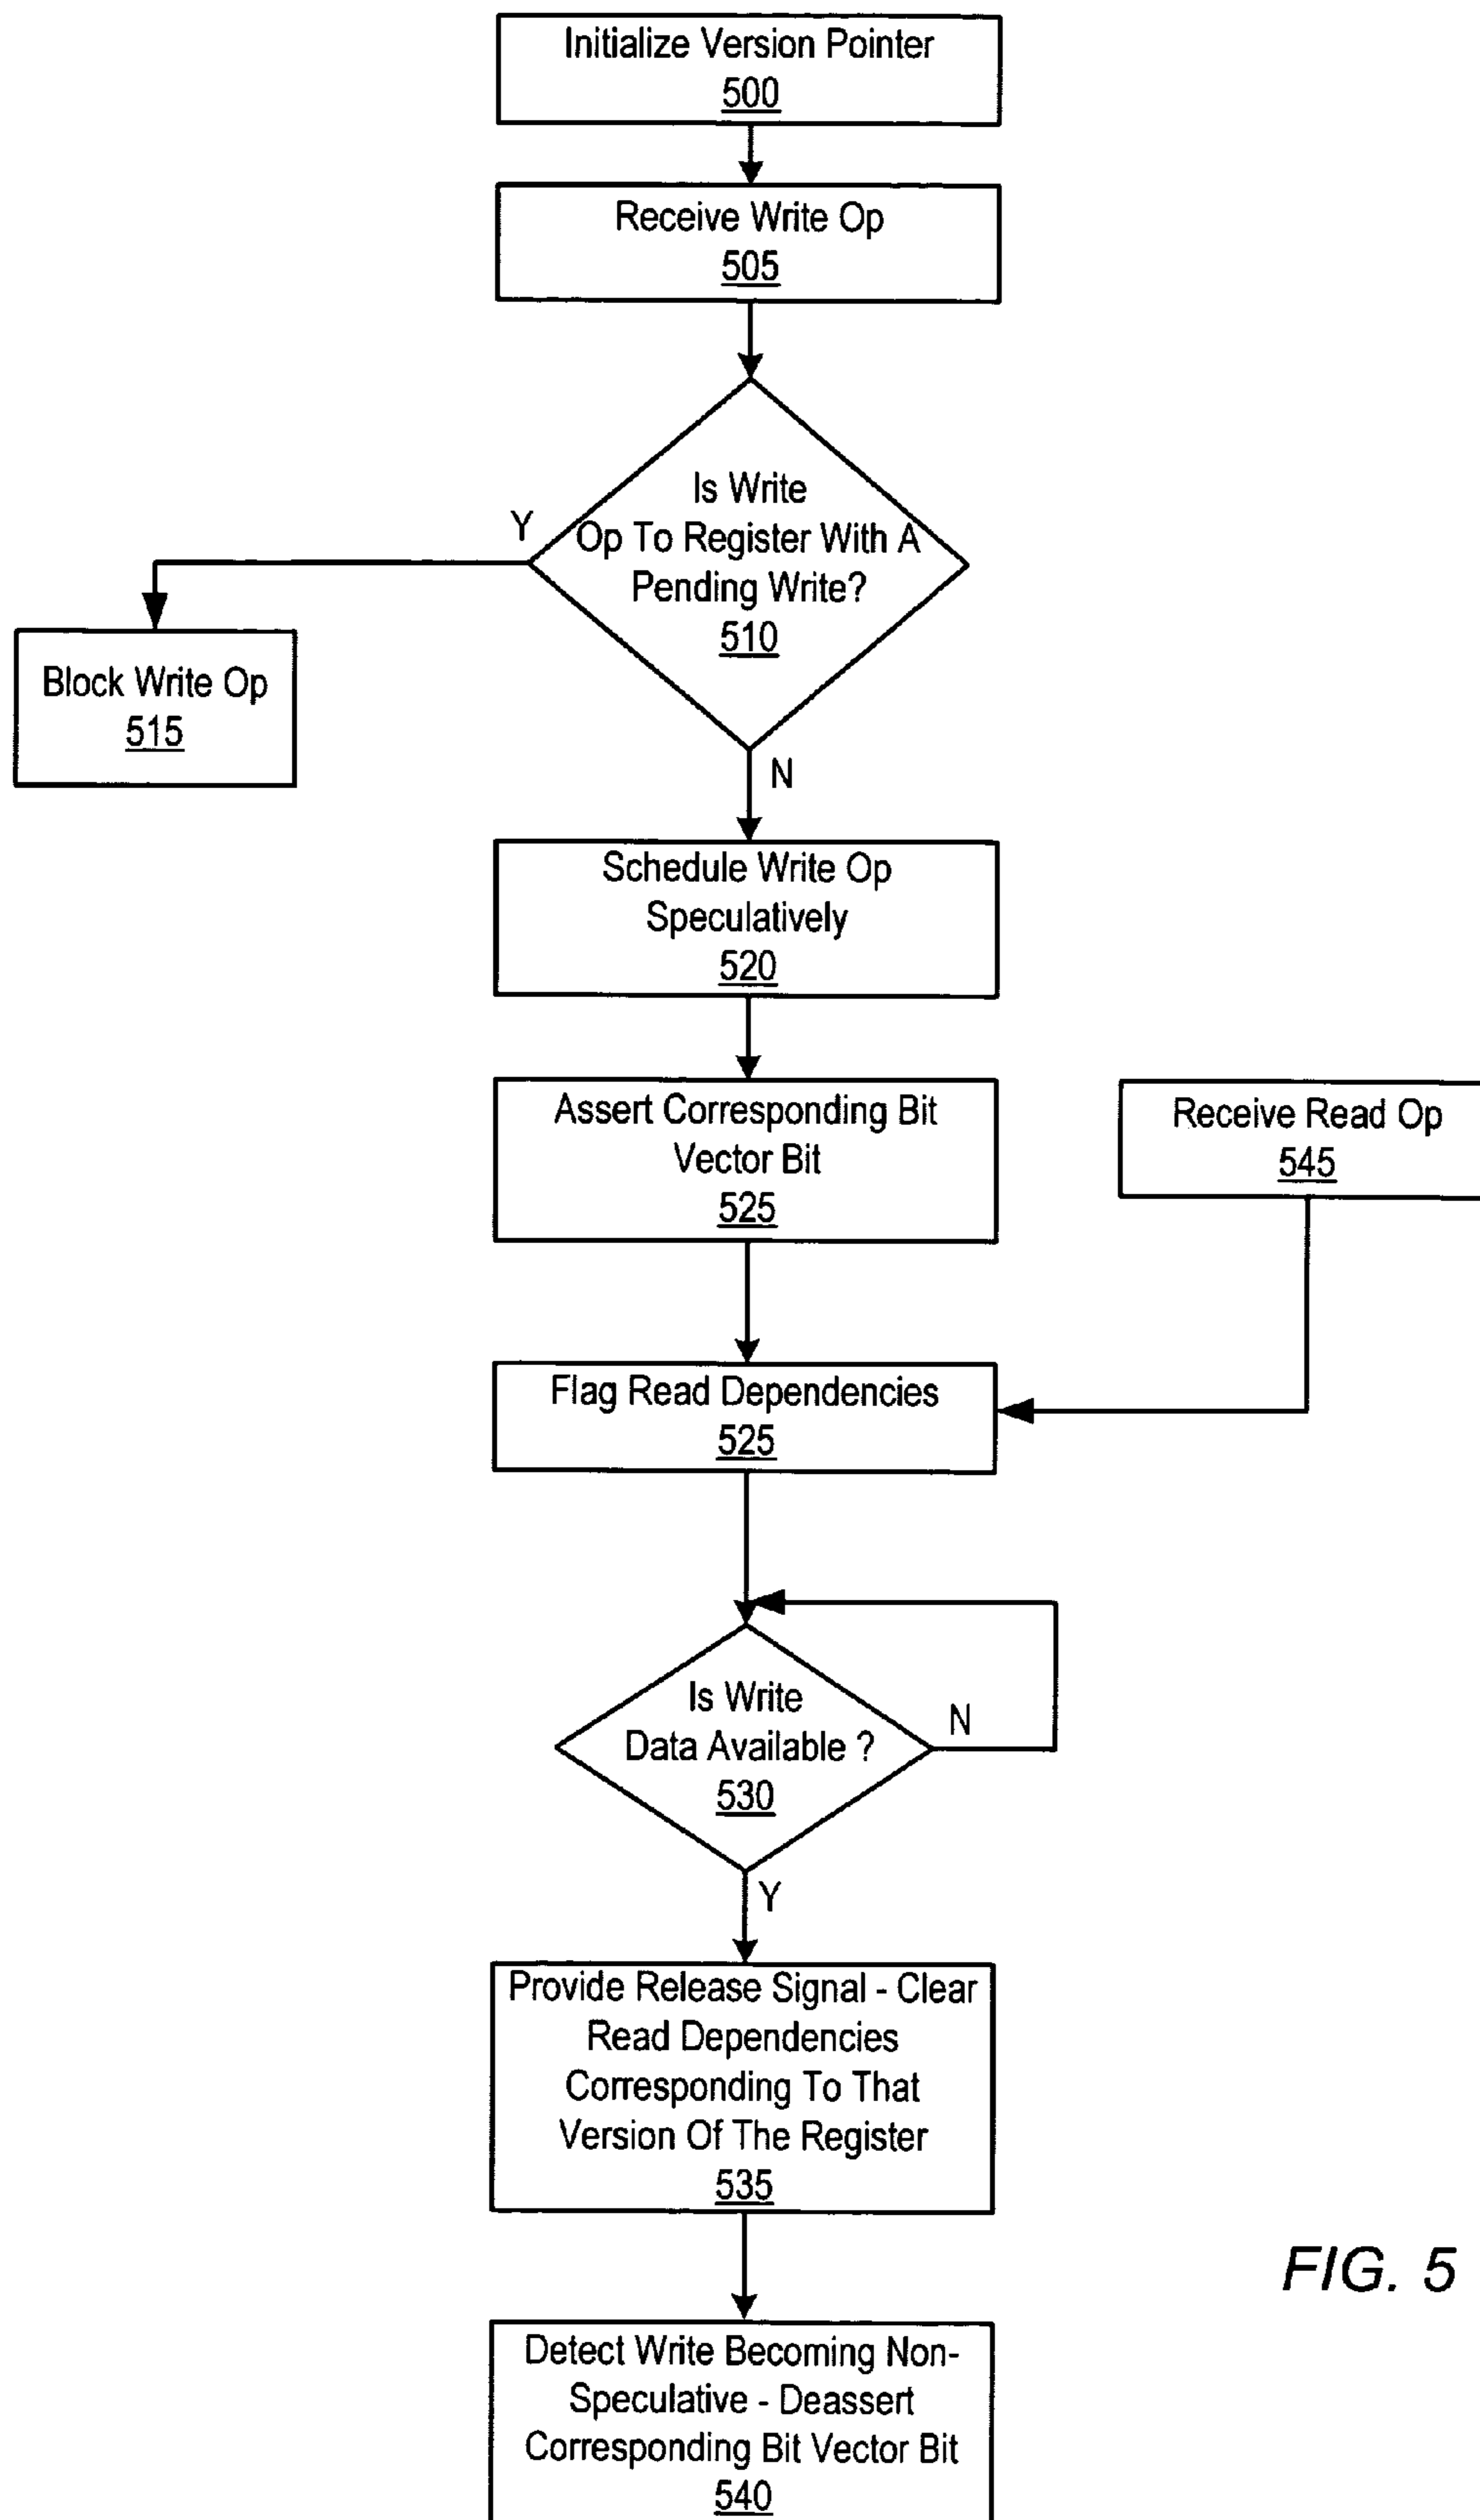 Initialize Version Pointer
500
Receive Write Op
505
Is Write
Op To Register With A
Pending Write?
510
Y
N
Block Write Op
515
Schedule Write Op
Speculatively
520
Assert Corresponding Bit
Vector Bit
525
Receive Read Op
545
Flag Read Dependencies
525
Is Write
Data Available ?
530
N
Y
Provide Release Signal - Clear
Read Dependencies
Corresponding To That
Version Of The Register
535
Detect Write Becoming Non-
Speculative - Deassert
Corresponding Bit Vector Bit
540
FIG. 5